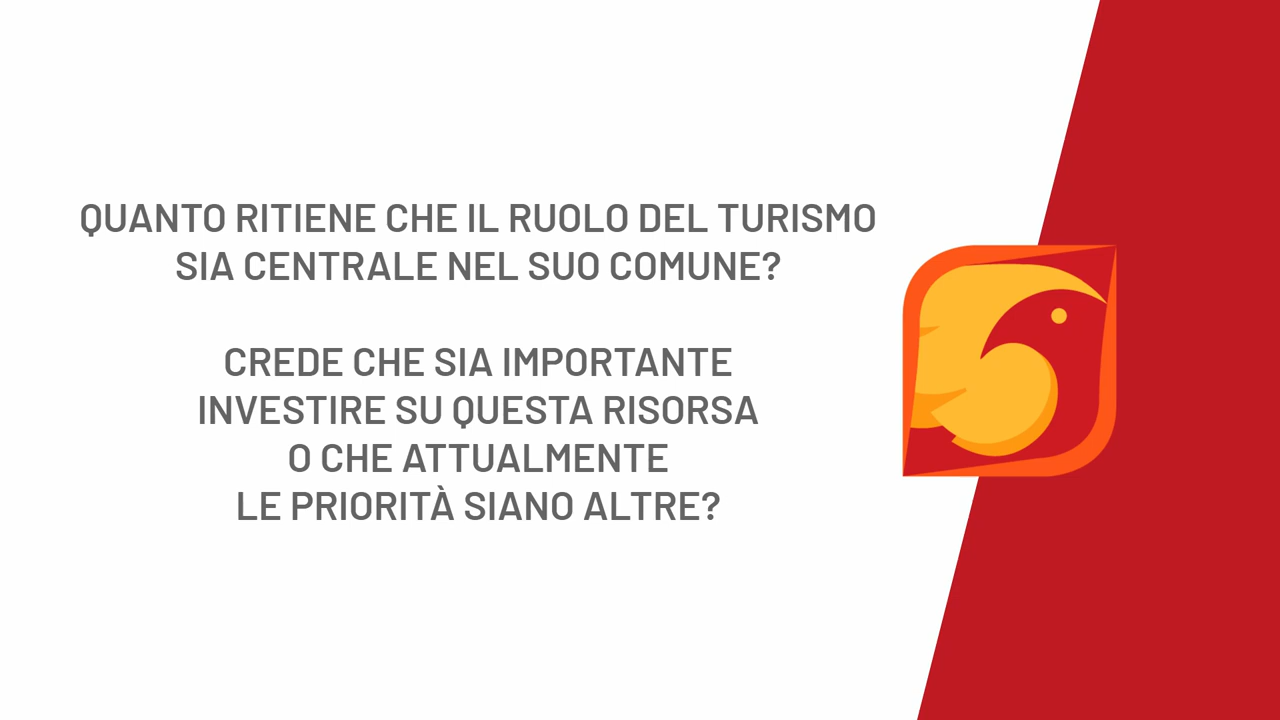 QUANTO RITIENE CHE IL RUOLO DEL TURISMO
SIA CENTRALE NEL SUO COMUNE?
CREDE CHE SIA IMPORTANTE
INVESTIRE SU QUESTA RISORSA
O CHE ATTUALMENTE
LE PRIORITÀ SIANO ALTRE?